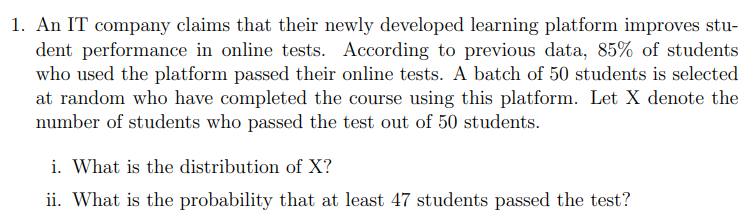 1. An IT company claims that their newly developed learning platform improves stu-
dent performance in online tests. According to previous data, 85% of students
who used the platform passed their online tests. A batch of 50 students is selected
at random who have completed the course using this platform. Let X denote the
number of students who passed the test out of 50 students.
i. What is the distribution of X?
ii. What is the probability that at least 47 students passed the test?